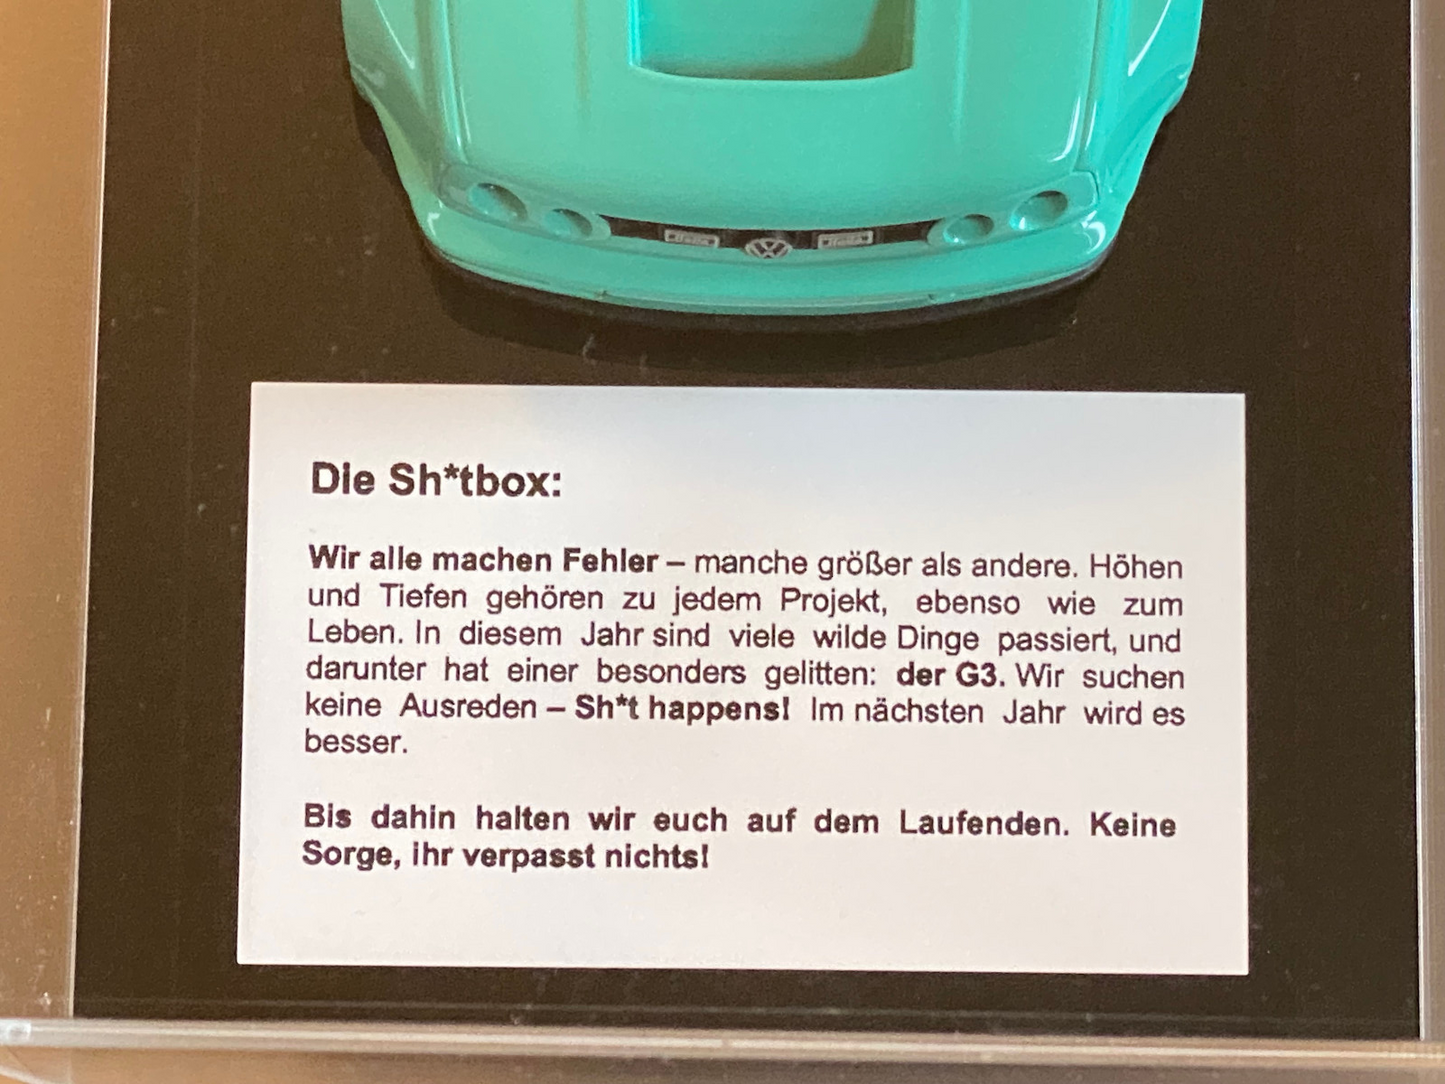 Die Sh*tbox:
Wir alle machen Fehler – manche größer als andere. Höhen
und Tiefen gehören zu jedem Projekt, ebenso wie zum
Leben. In diesem Jahr sind viele wilde Dinge passiert, und
darunter hat einer besonders gelitten: der G3. Wir suchen
keine Ausreden – Sh*t happens! Im nächsten Jahr wird es
besser.
Bis dahin halten wir euch auf dem Laufenden. Keine
Sorge, ihr verpasst nichts!